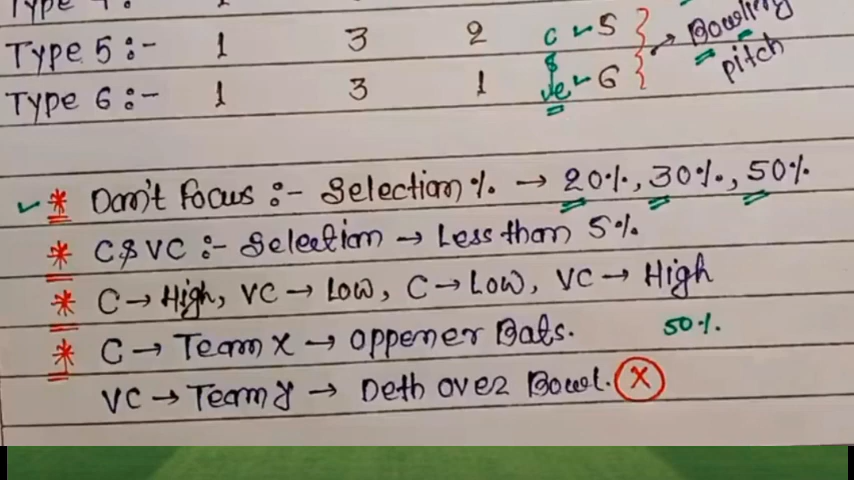 Type
Type 5 :- 1 3 2 C 5
Bowling pitch
Type 6 :- 1 3 1 $ ve 6
* Don't Focus :- Selection % → 20%, 30%, 50%
* C$VC :- Selection → Less than 5%
* C → High, VC → Low, C → Low, VC → High
* C → Team X → oppener Bats. 50%
VC → Team y → Deth over Bowl. X